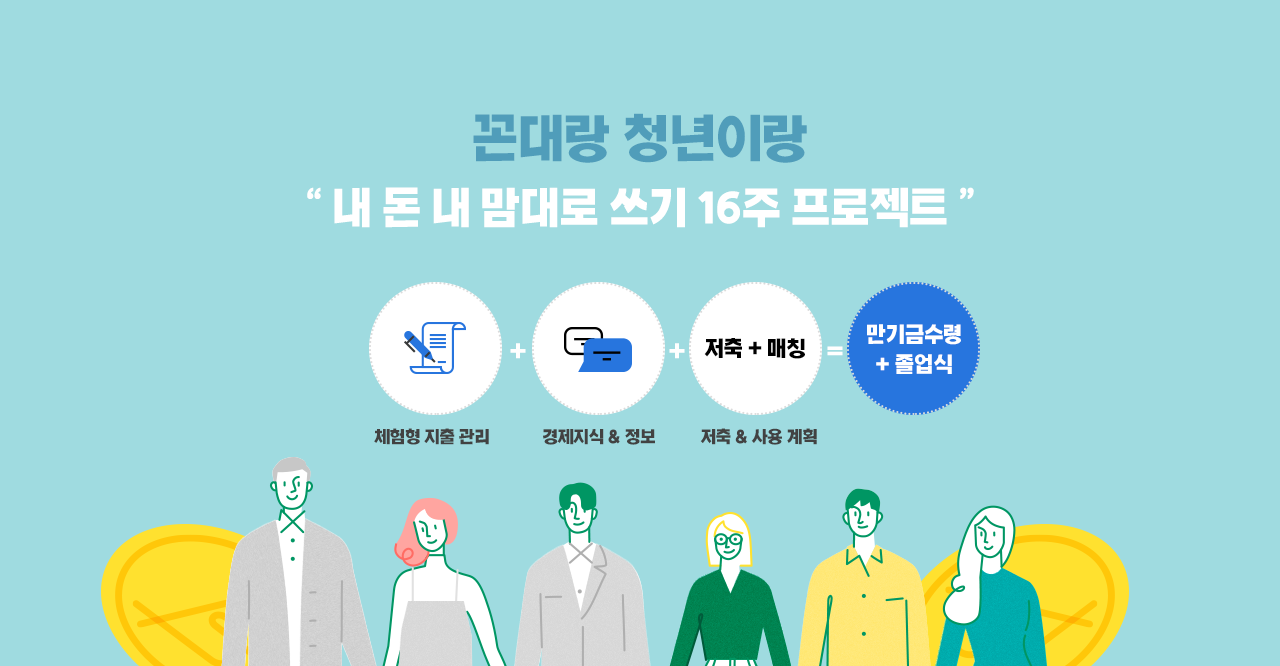 꼰대랑 청년이랑
“ 내 돈 내 맘대로 쓰기 16주 프로젝트 ”
+
+
저축 + 매칭
=
만기금수령
+ 졸업식
체험형 지출 관리
경제지식 & 정보
저축 & 사용 계획